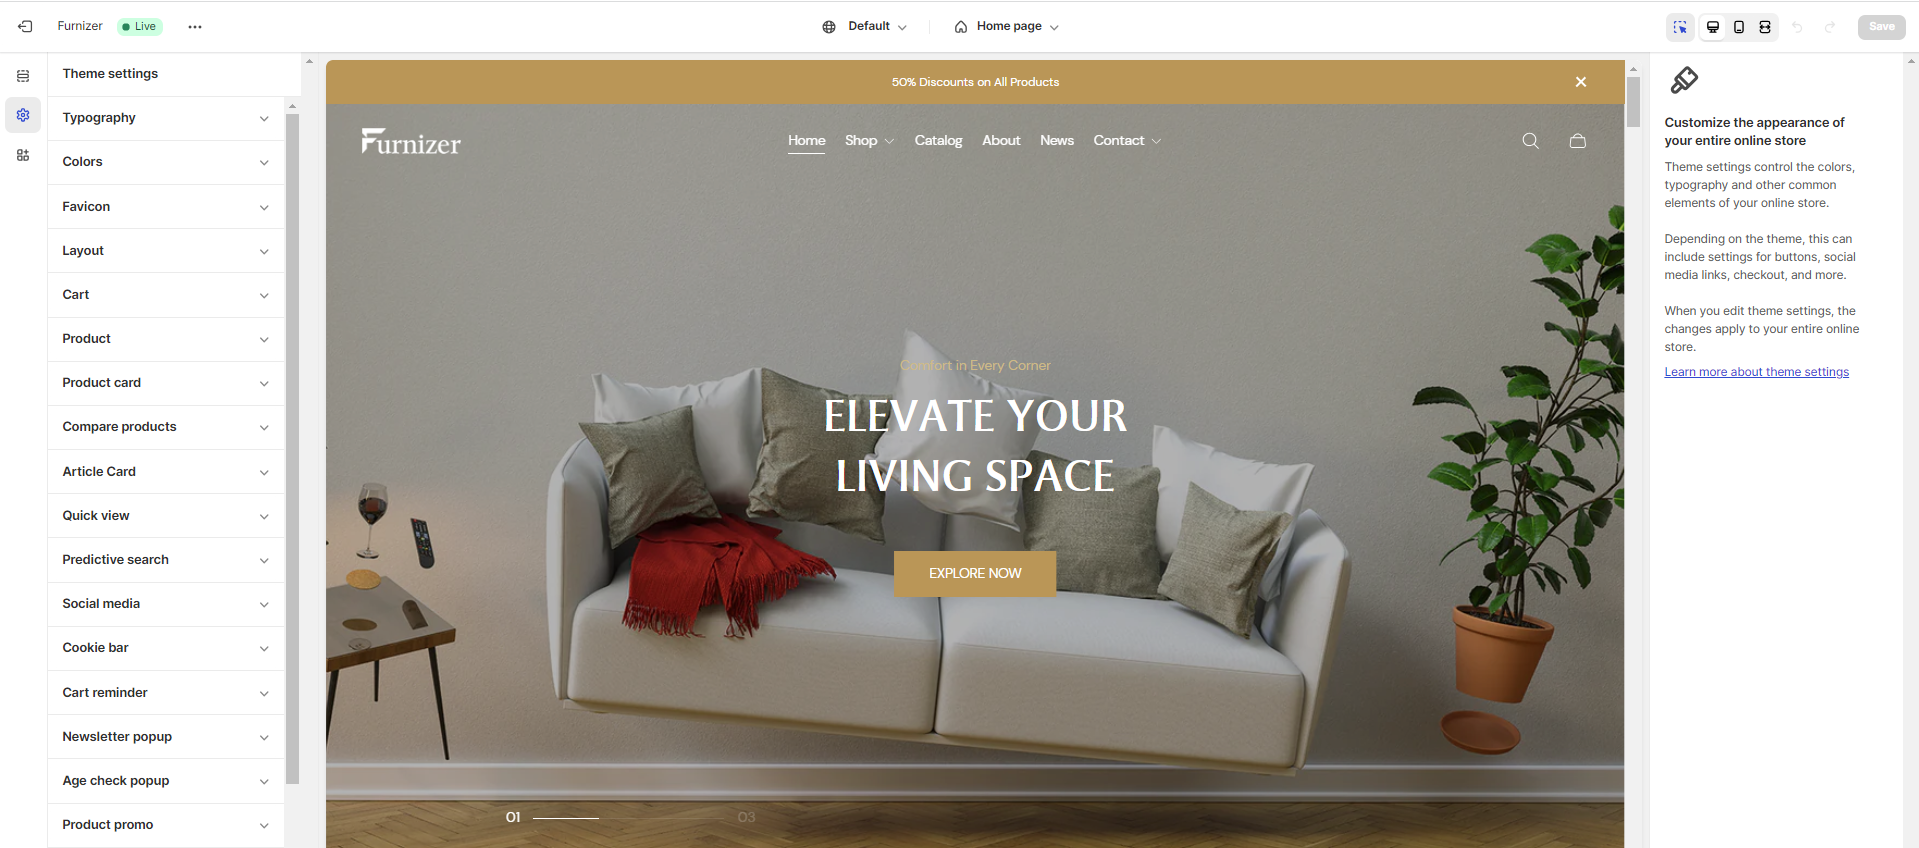 Furnizer
Live
Default
Home page
Save
Theme settings
Typography
Colors
Favicon
Layout
Cart
Product
Product card
Compare products
Article Card
Quick view
Predictive search
Social media
Cookie bar
Cart reminder
Newsletter popup
Age check popup
Product promo
50% Discounts on All Products
Furnizer
Home
Shop
Catalog
About
News
Contact
Comfort in Every Corner
ELEVATE YOUR
LIVING SPACE
EXPLORE NOW
01
03
Customize the appearance of
your entire online store
Theme settings control the colors,
typography and other common
elements of your online store.
Depending on the theme, this can
include settings for buttons, social
media links, checkout, and more.
When you edit theme settings, the
changes apply to your entire online
store.
Learn more about theme settings